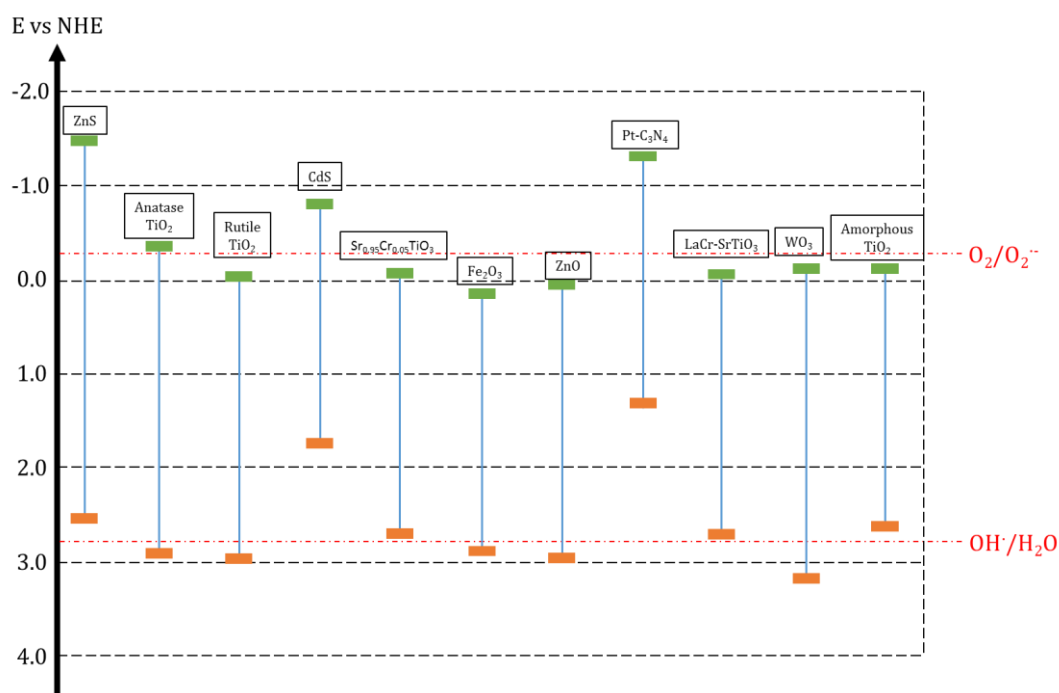 E vs NHE
-2.0
ZnS
Pt-C₃N₄
-1.0
CdS
Anatase
TiO₂
Rutile
TiO₂
Sr₀.₉₅Cr₀.₀₅TiO₃
LaCr-SrTiO₃
WO₃
Amorphous
TiO₂
O₂/O₂˙⁻
Fe₂O₃
ZnO
0.0
1.0
2.0
OH˙/H₂O
3.0
4.0